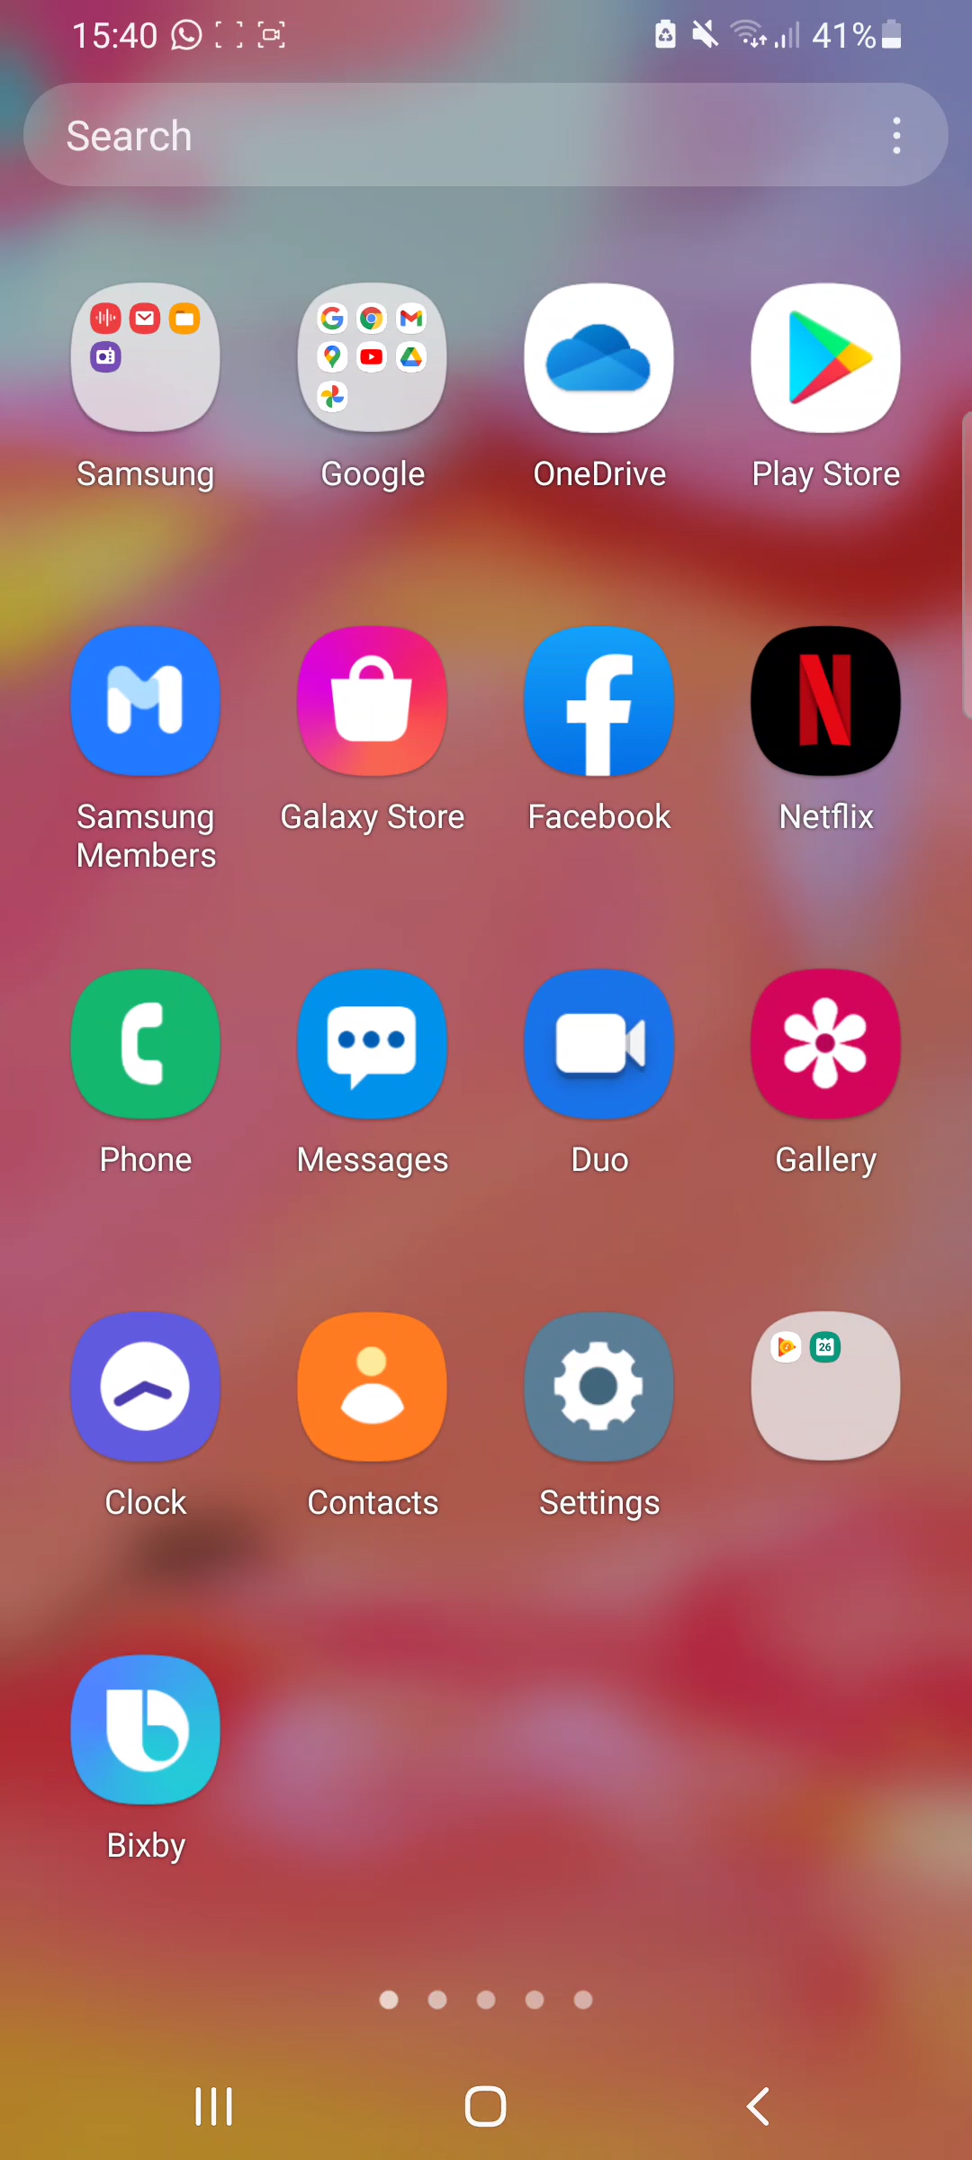 15:40 41%
Search
Samsung Google OneDrive Play Store
Samsung Members Galaxy Store Facebook Netflix
Phone Messages Duo Gallery
26
Clock Contacts Settings
Bixby